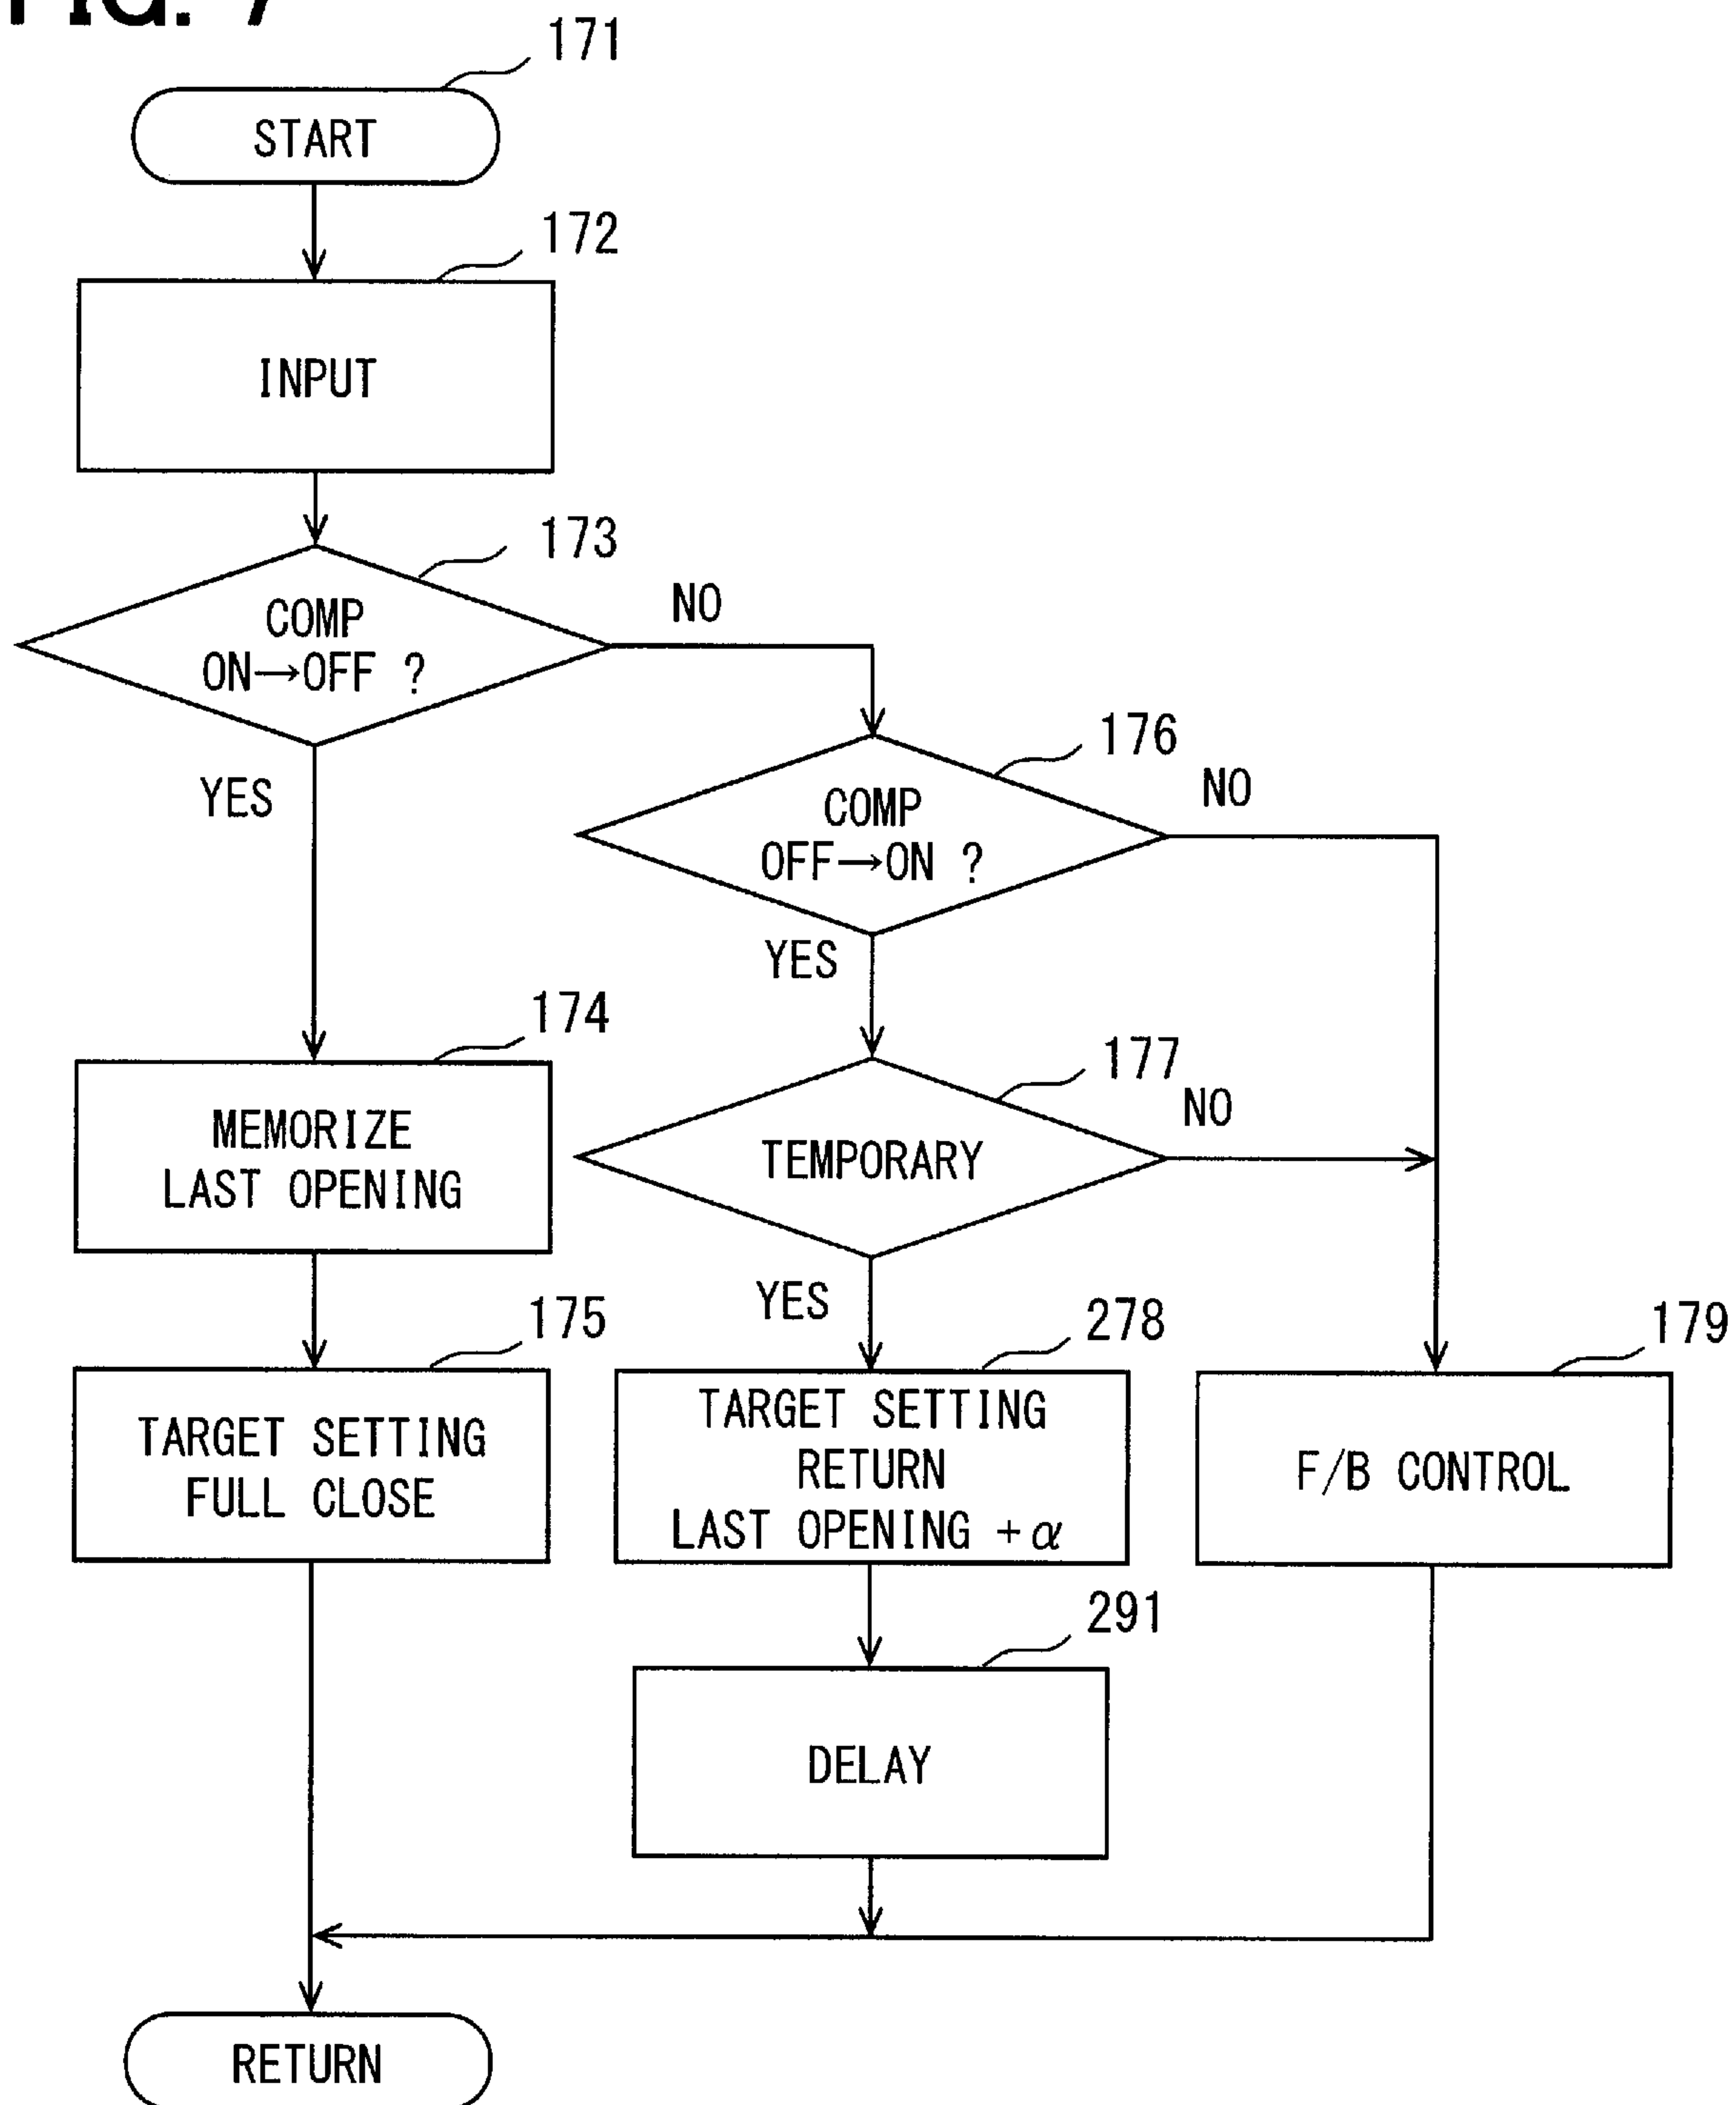 FIG. 7
171
START
172
INPUT
173
COMP
ON→OFF ?
NO
YES
176
COMP
OFF→ON ?
NO
YES
174
MEMORIZE
LAST OPENING
177
TEMPORARY
NO
YES
175
TARGET SETTING
FULL CLOSE
278
TARGET SETTING
RETURN
LAST OPENING +α
179
F/B CONTROL
291
DELAY
RETURN